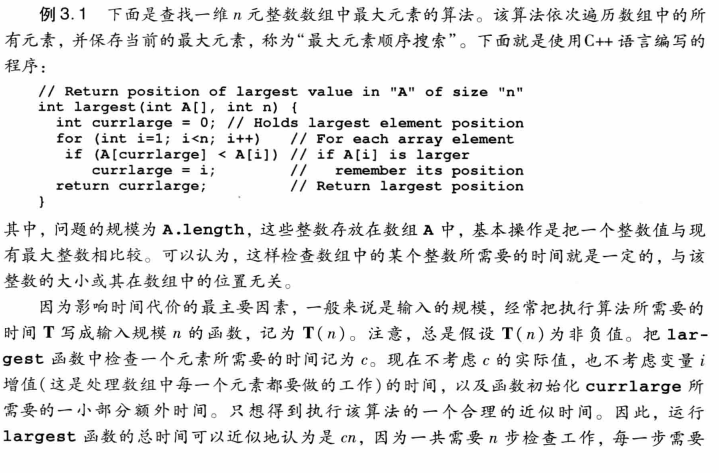 例 3.1 下面是查找一维 n 元整数数组中最大元素的算法。该算法依次遍历数组中的所
有元素，并保存当前的最大元素，称为“最大元素顺序搜索”。下面就是使用C++语言编写的
程序：
// Return position of largest value in "A" of size "n"
int largest(int A[], int n) {
  int currlarge = 0; // Holds largest element position
  for (int i=1; i<n; i++)   // For each array element
   if (A[currlarge] < A[i]) // if A[i] is larger
      currlarge = i;        //   remember its position
  return currlarge;         // Return largest position
}
其中，问题的规模为 A.length，这些整数存放在数组 A 中，基本操作是把一个整数值与现
有最大整数相比较。可以认为，这样检查数组中的某个整数所需要的时间就是一定的，与该
整数的大小或其在数组中的位置无关。
因为影响时间代价的最主要因素，一般来说是输入的规模，经常把执行算法所需要的
时间 T 写成输入规模 n 的函数，记为 T(n)。注意，总是假设 T(n)为非负值。把 lar-
gest 函数中检查一个元素所需要的时间记为 c。现在不考虑 c 的实际值，也不考虑变量 i
增值(这是处理数组中每一个元素都要做的工作)的时间，以及函数初始化 currlarge 所
需要的一小部分额外时间。只想得到执行该算法的一个合理的近似时间。因此，运行
largest 函数的总时间可以近似地认为是 cn，因为一共需要 n 步检查工作，每一步需要